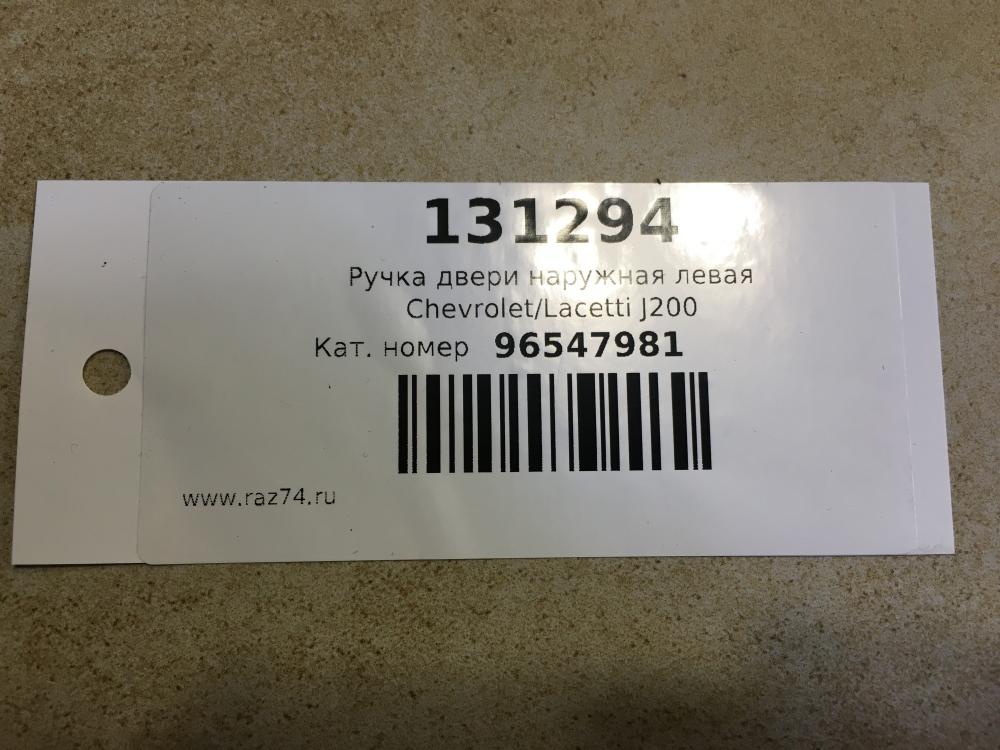 131294
Ручка двери наружная левая
Chevrolet/Lacetti J200
Кат. номер 96547981
www.raz74.ru